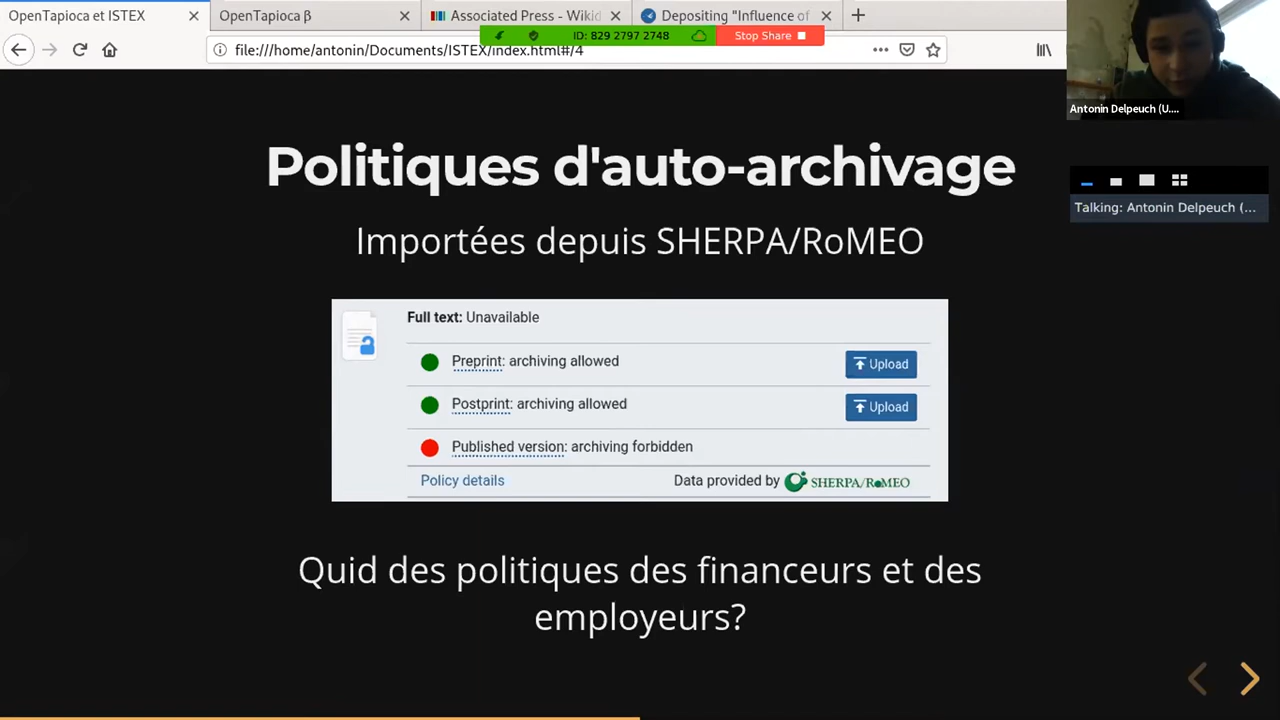 OpenTapioca et ISTEX
OpenTapioca β
Associated Press - Wikid
Depositing "Influence of
ID: 829 2797 2748
Stop Share
file:///home/antonin/Documents/ISTEX/index.html#/4
Antonin Delpeuch (U....
Talking: Antonin Delpeuch (...
Politiques d'auto-archivage
Importées depuis SHERPA/RoMEO
Full text: Unavailable
Preprint: archiving allowed
Upload
Postprint: archiving allowed
Upload
Published version: archiving forbidden
Policy details
Data provided by SHERPA/RoMEO
Quid des politiques des financeurs et des
employeurs?